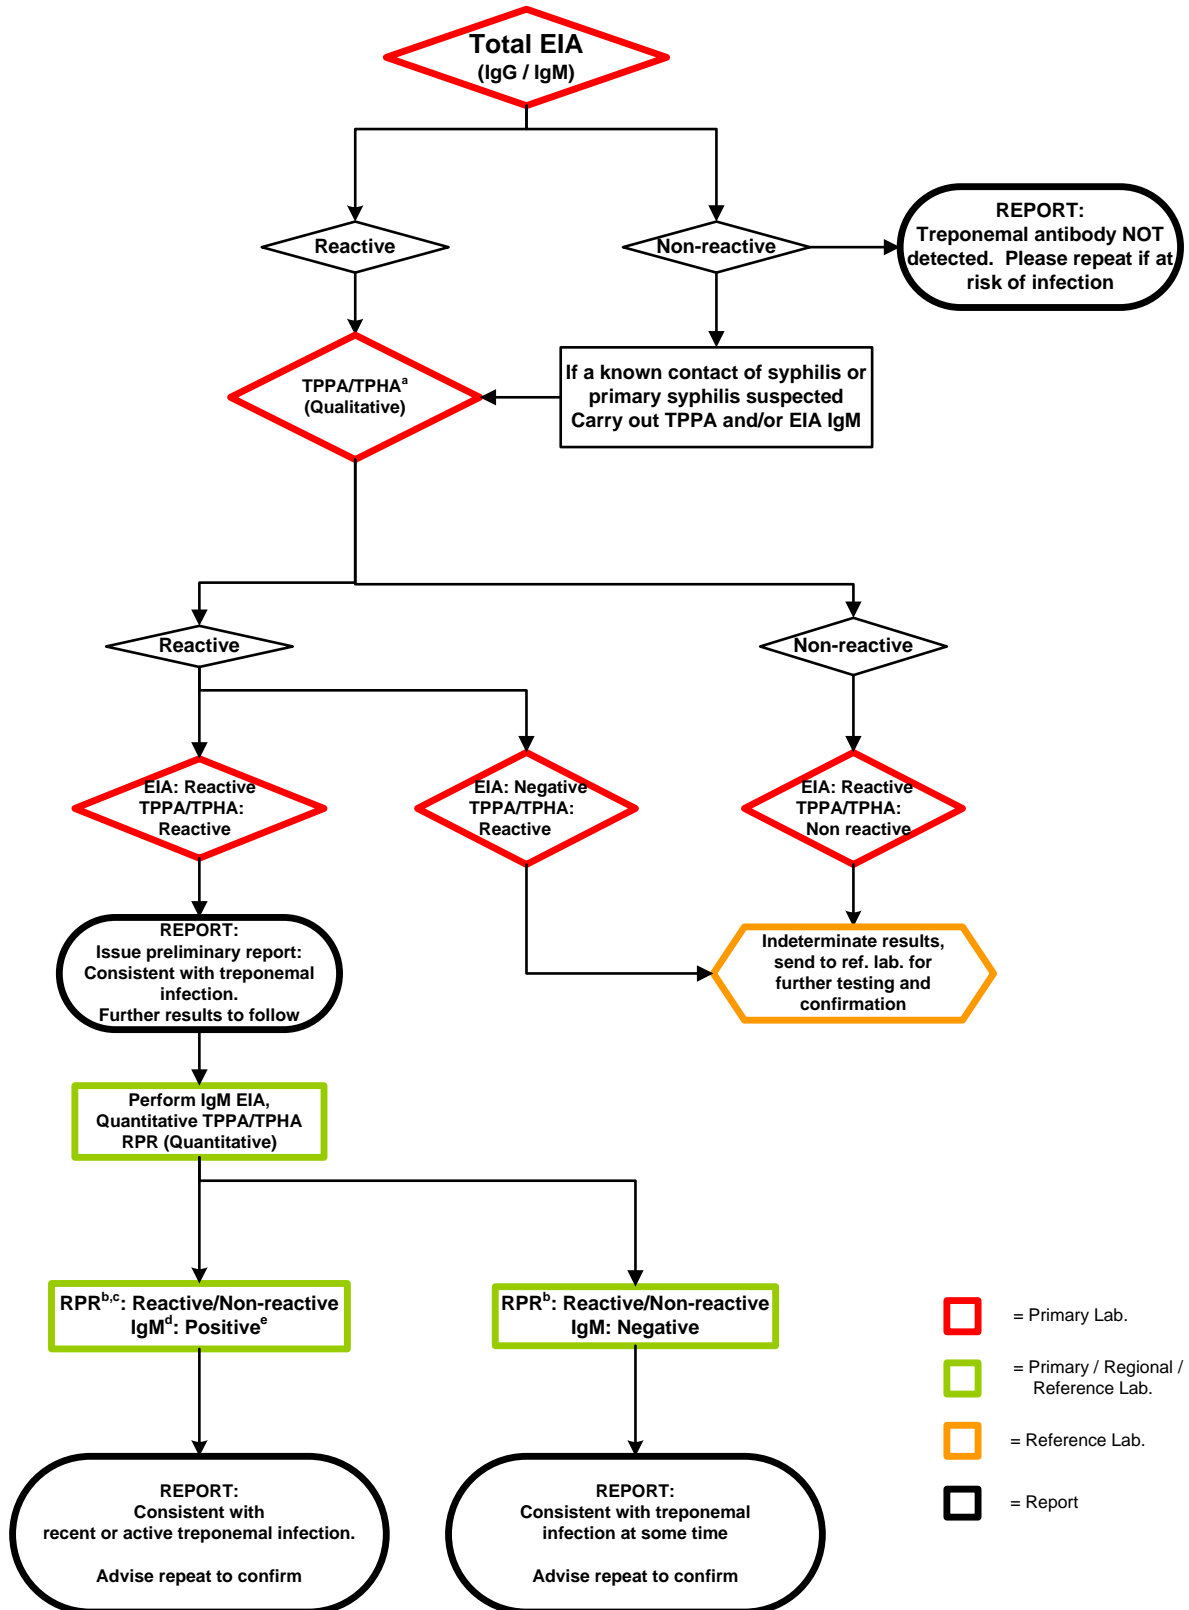 Total EIA
(IgG / IgM)
Reactive
Non-reactive
REPORT:
Treponemal antibody NOT
detected. Please repeat if at
risk of infection
TPPA/TPHAa
(Qualitative)
If a known contact of syphilis or
primary syphilis suspected
Carry out TPPA and/or EIA IgM
Reactive
Non-reactive
EIA: Reactive
TPPA/TPHA:
Reactive
EIA: Negative
TPPA/TPHA:
Reactive
EIA: Reactive
TPPA/TPHA:
Non reactive
REPORT:
Issue preliminary report:
Consistent with treponemal
infection.
Further results to follow
Indeterminate results,
send to ref. lab. for
further testing and
confirmation
Perform IgM EIA,
Quantitative TPPA/TPHA
RPR (Quantitative)
RPRb,c: Reactive/Non-reactive
IgMd: Positivee
RPRb: Reactive/Non-reactive
IgM: Negative
= Primary Lab.
= Primary / Regional /
Reference Lab.
= Reference Lab.
= Report
REPORT:
Consistent with
recent or active treponemal infection.
Advise repeat to confirm
REPORT:
Consistent with treponemal
infection at some time
Advise repeat to confirm